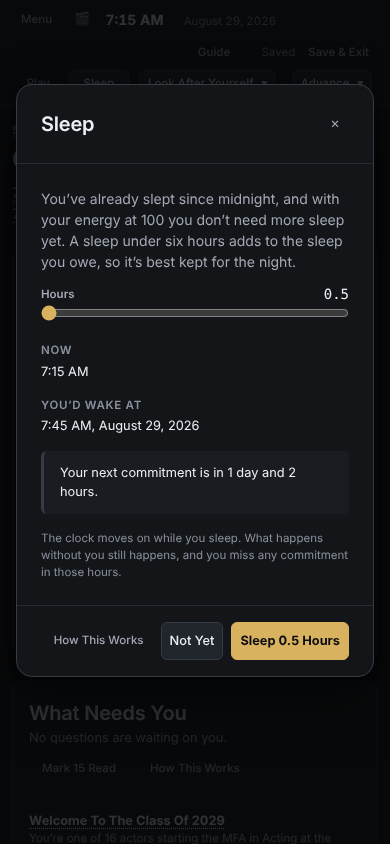 Menu 🎬 7:15 AM August 29, 2026
Guide Saved Save & Exit
Play Sleep Look After Yourself Advance
Sleep ×
You've already slept since midnight, and with
your energy at 100 you don't need more sleep
yet. A sleep under six hours adds to the sleep
you owe, so it's best kept for the night.
Hours 0.5
NOW
7:15 AM
YOU'D WAKE AT
7:45 AM, August 29, 2026
Your next commitment is in 1 day and 2
hours.
The clock moves on while you sleep. What happens
without you still happens, and you miss any commitment
in those hours.
How This Works Not Yet Sleep 0.5 Hours
What Needs You
No questions are waiting on you.
Mark 15 Read How This Works
Welcome To The Class Of 2029
You're one of 16 actors starting the MFA in Acting at the